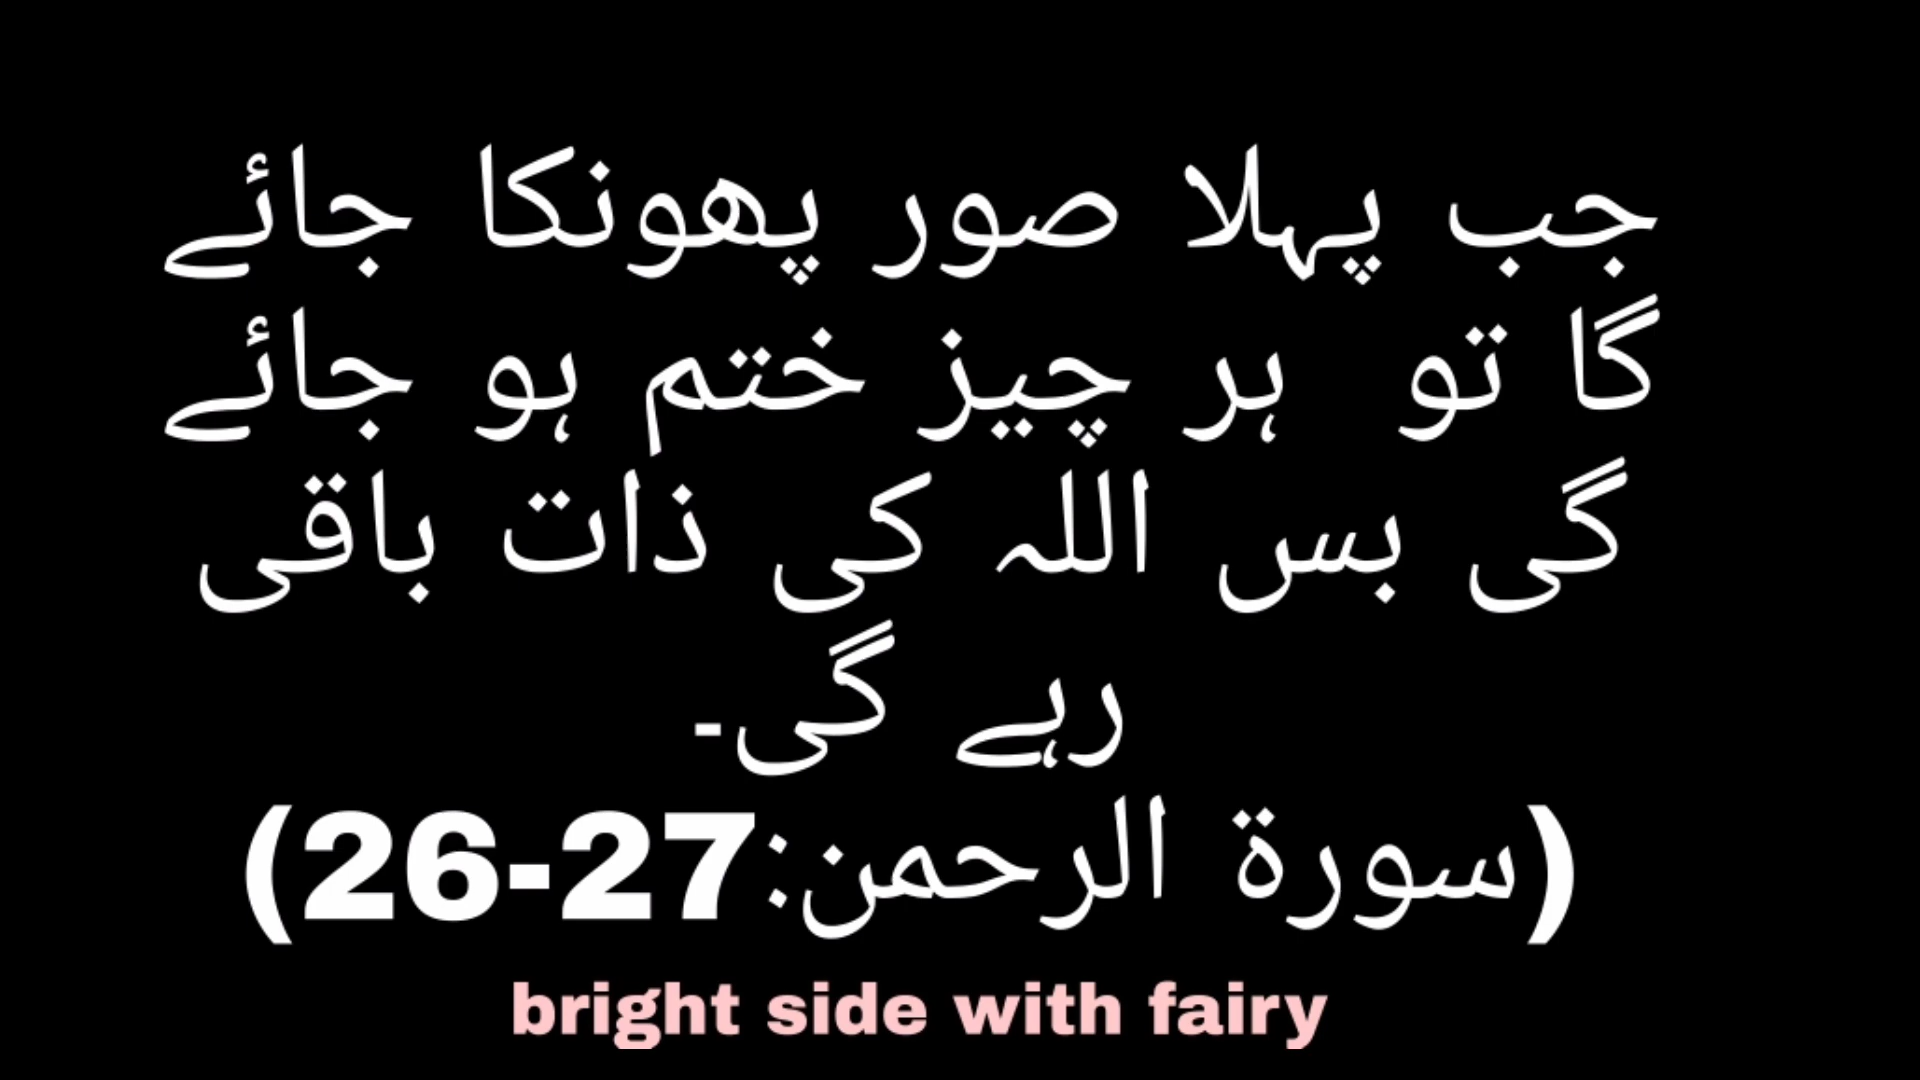 جب پہلا صور پھونکا جائے
گا تو ہر چیز ختم ہو جائے
گی بس اللہ کی ذات باقی
رہے گی۔
(سورة الرحمن:27-26)
bright side with fairy